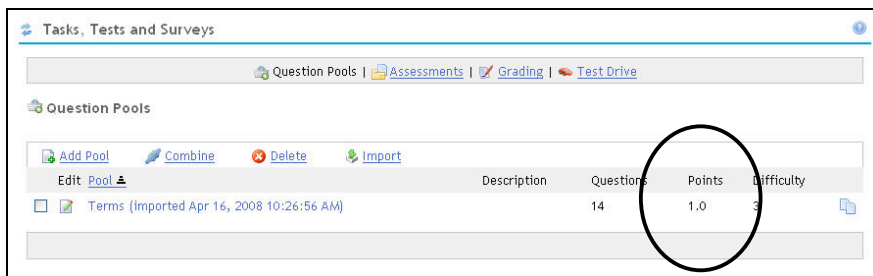 Tasks, Tests and Surveys
Question Pools | Assessments | Grading | Test Drive
Question Pools
Add Pool Combine Delete Import
Edit Pool Description Questions Points Difficulty
Terms (imported Apr 16, 2008 10:26:56 AM) 14 1.0 3